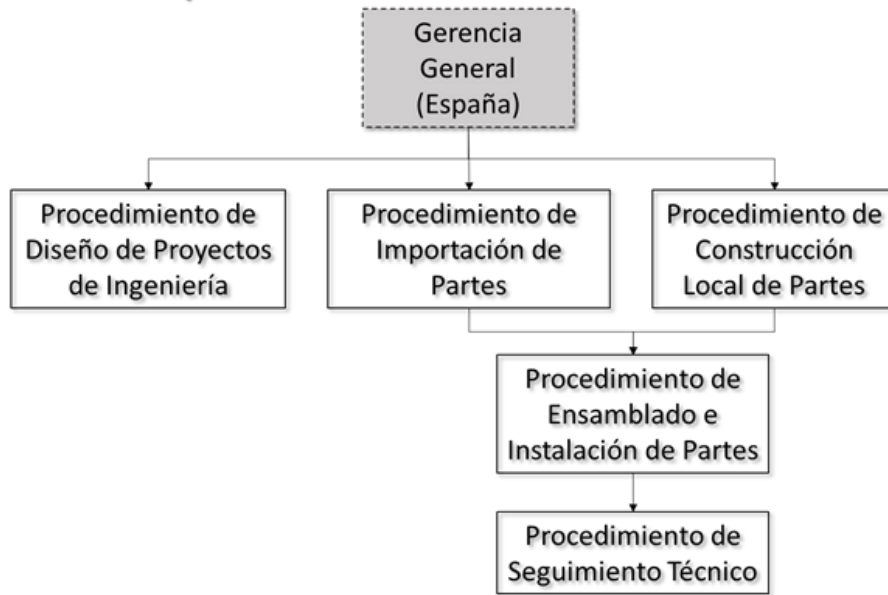 Gerencia
General
(España)
Procedimiento de
Diseño de Proyectos
de Ingeniería
Procedimiento de
Importación de
Partes
Procedimiento de
Construcción
Local de Partes
Procedimiento de
Ensamblado e
Instalación de Partes
Procedimiento de
Seguimiento Técnico